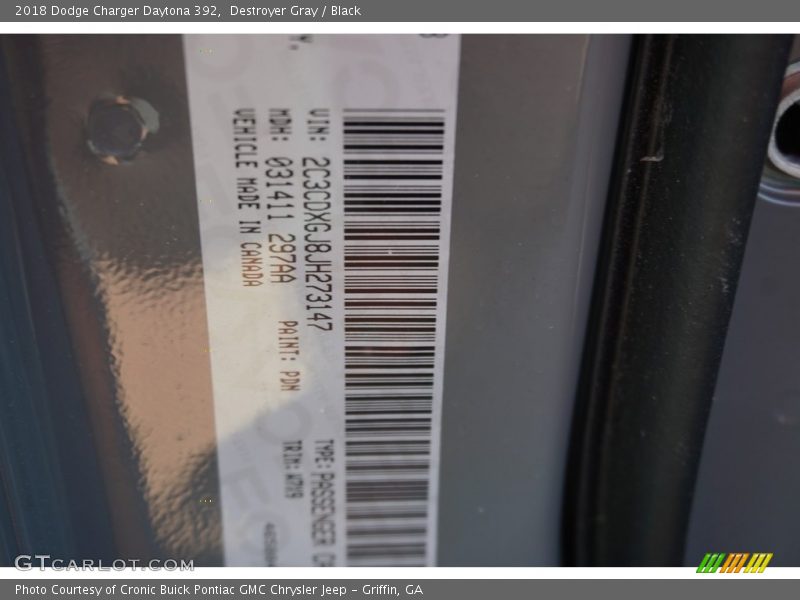 2018 Dodge Charger Daytona 392,  Destroyer Gray / Black
VIN: 2C3CDXGJ8JH273147
TYPE: PASSENGER
MDH: 031411 297AA
PAINT: PDN
TRIM:
VEHICLE MADE IN CANADA
GTCARLOT.COM
Photo Courtesy of Cronic Buick Pontiac GMC Chrysler Jeep - Griffin, GA